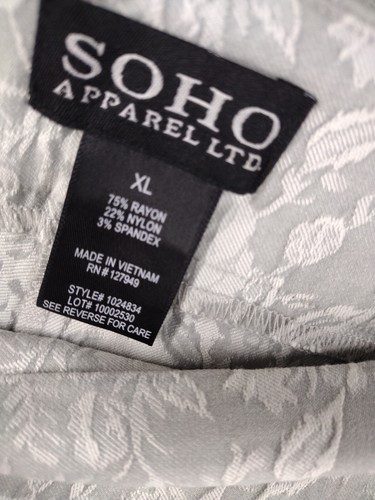 SOHO
APPAREL LTD
XL
75% RAYON
22% NYLON
3% SPANDEX
MADE IN VIETNAM
RN# 127949
STYLE# 1024834
LOT# 10002530
SEE REVERSE FOR CARE